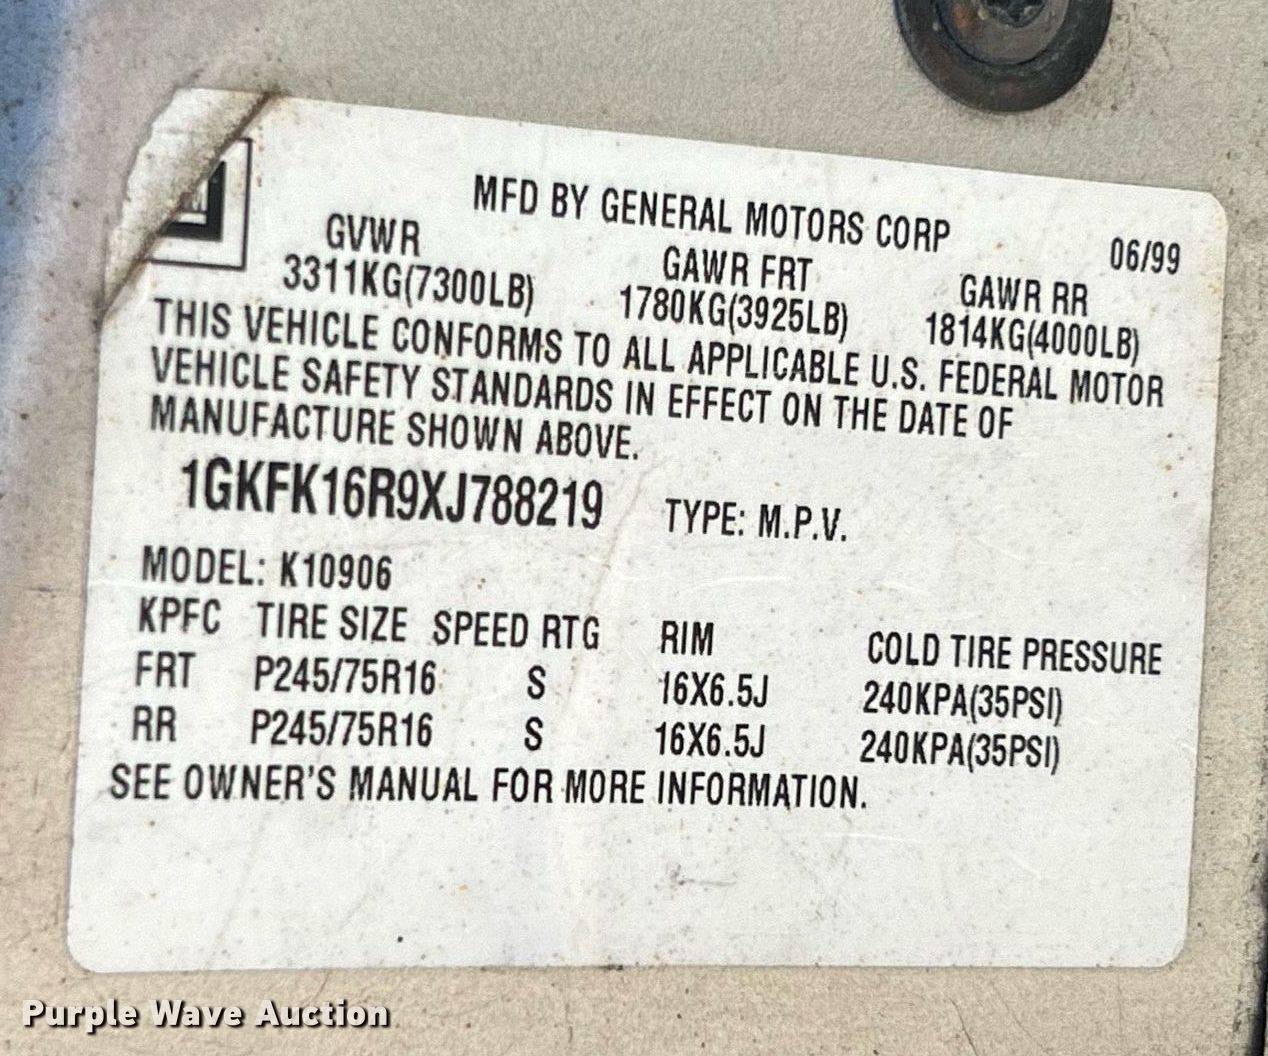 MFD BY GENERAL MOTORS CORP 06/99
GVWR GAWR FRT GAWR RR
3311KG(7300LB) 1780KG(3925LB) 1814KG(4000LB)
THIS VEHICLE CONFORMS TO ALL APPLICABLE U.S. FEDERAL MOTOR
VEHICLE SAFETY STANDARDS IN EFFECT ON THE DATE OF
MANUFACTURE SHOWN ABOVE.
1GKFK16R9XJ788219 TYPE: M.P.V.
MODEL: K10906
KPFC TIRE SIZE SPEED RTG RIM COLD TIRE PRESSURE
FRT P245/75R16 S 16X6.5J 240KPA(35PSI)
RR P245/75R16 S 16X6.5J 240KPA(35PSI)
SEE OWNER'S MANUAL FOR MORE INFORMATION.
Purple Wave Auction